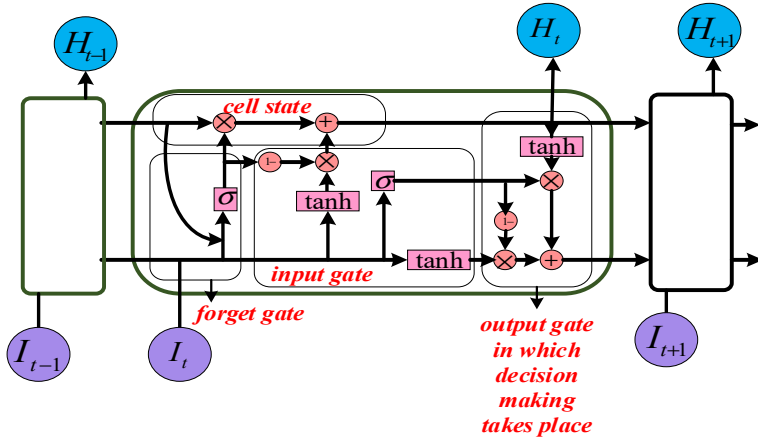 H_{t-1}
H_t
H_{t+1}
cell state
×
+
tanh
1-
×
σ
×
σ
tanh
1-
tanh
×
+
input gate
forget gate
output gate
in which
decision
making
takes place
I_{t-1}
I_t
I_{t+1}